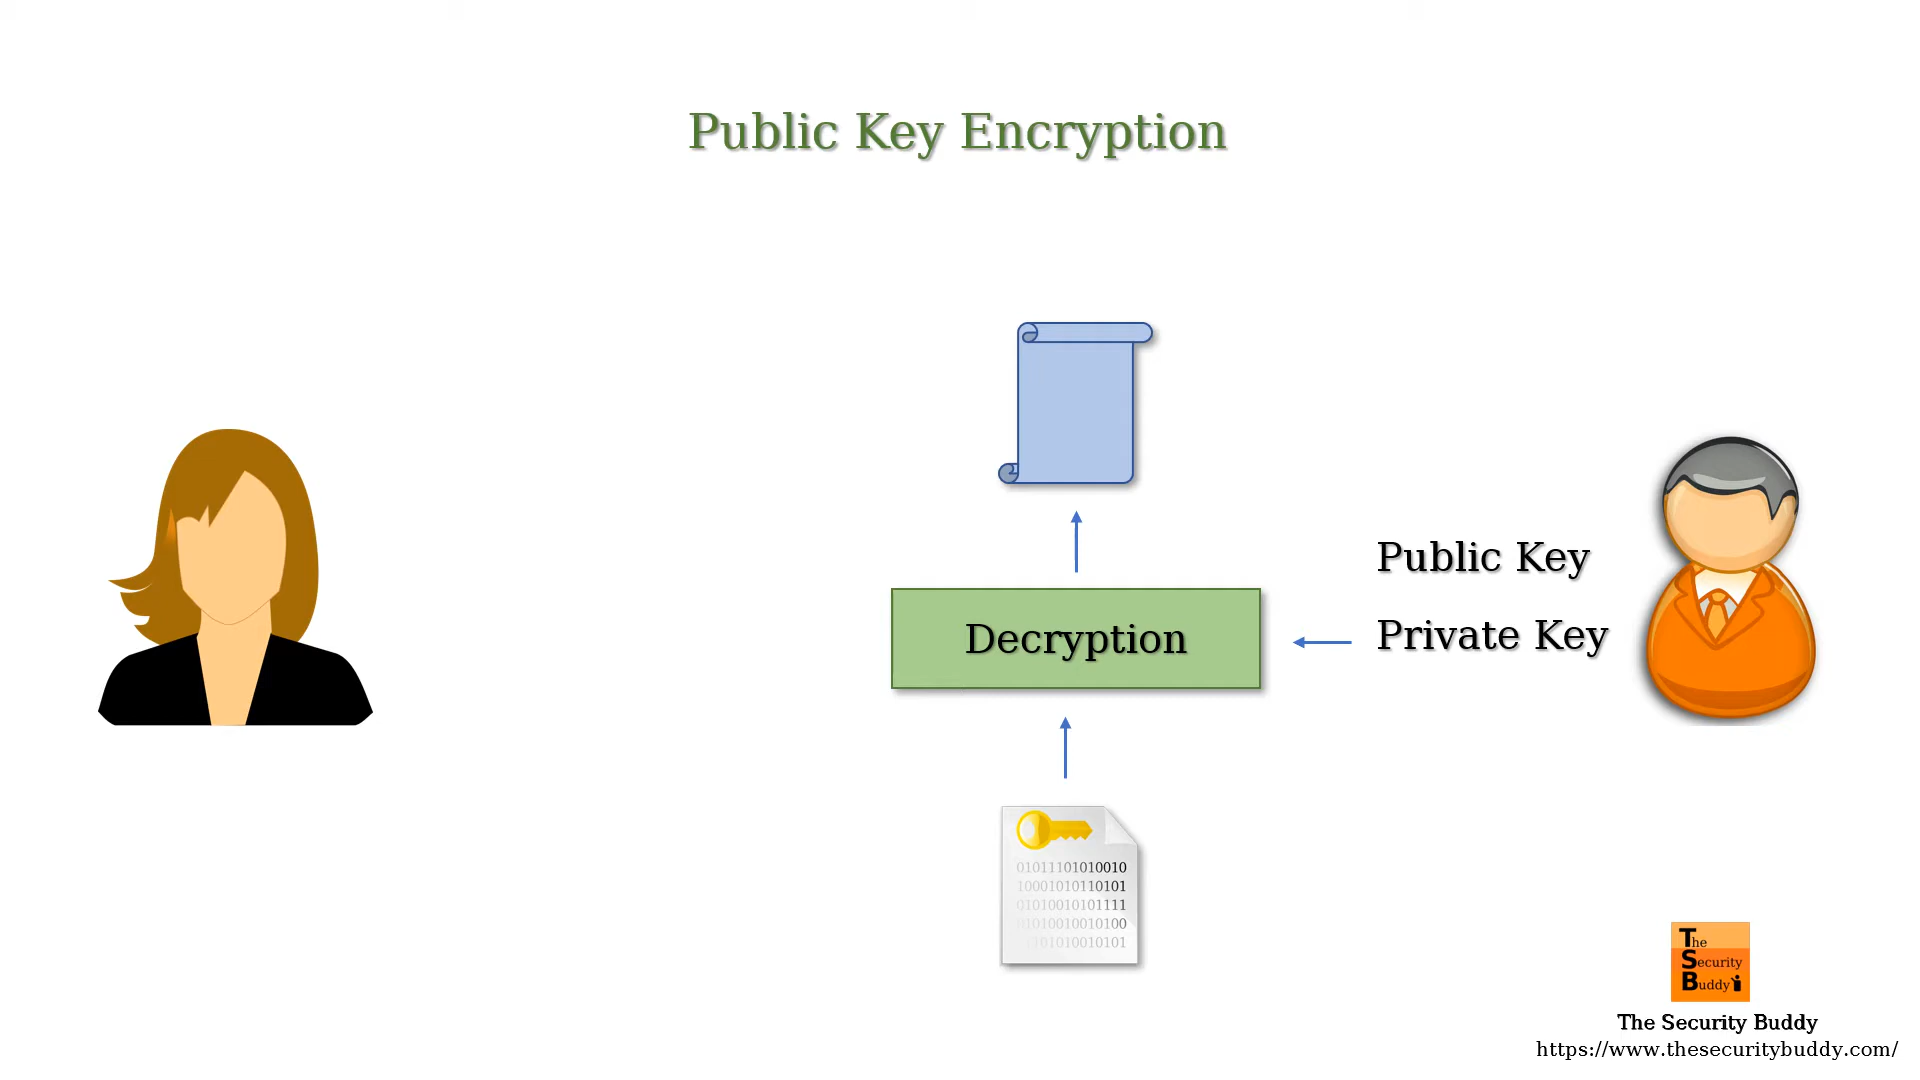 Public Key Encryption
Public Key
Decryption
Private Key
01011101010010
10001010110101
01010010101111
01010010010100
101010010101
The
Security
Buddy
The Security Buddy
https://www.thesecuritybuddy.com/